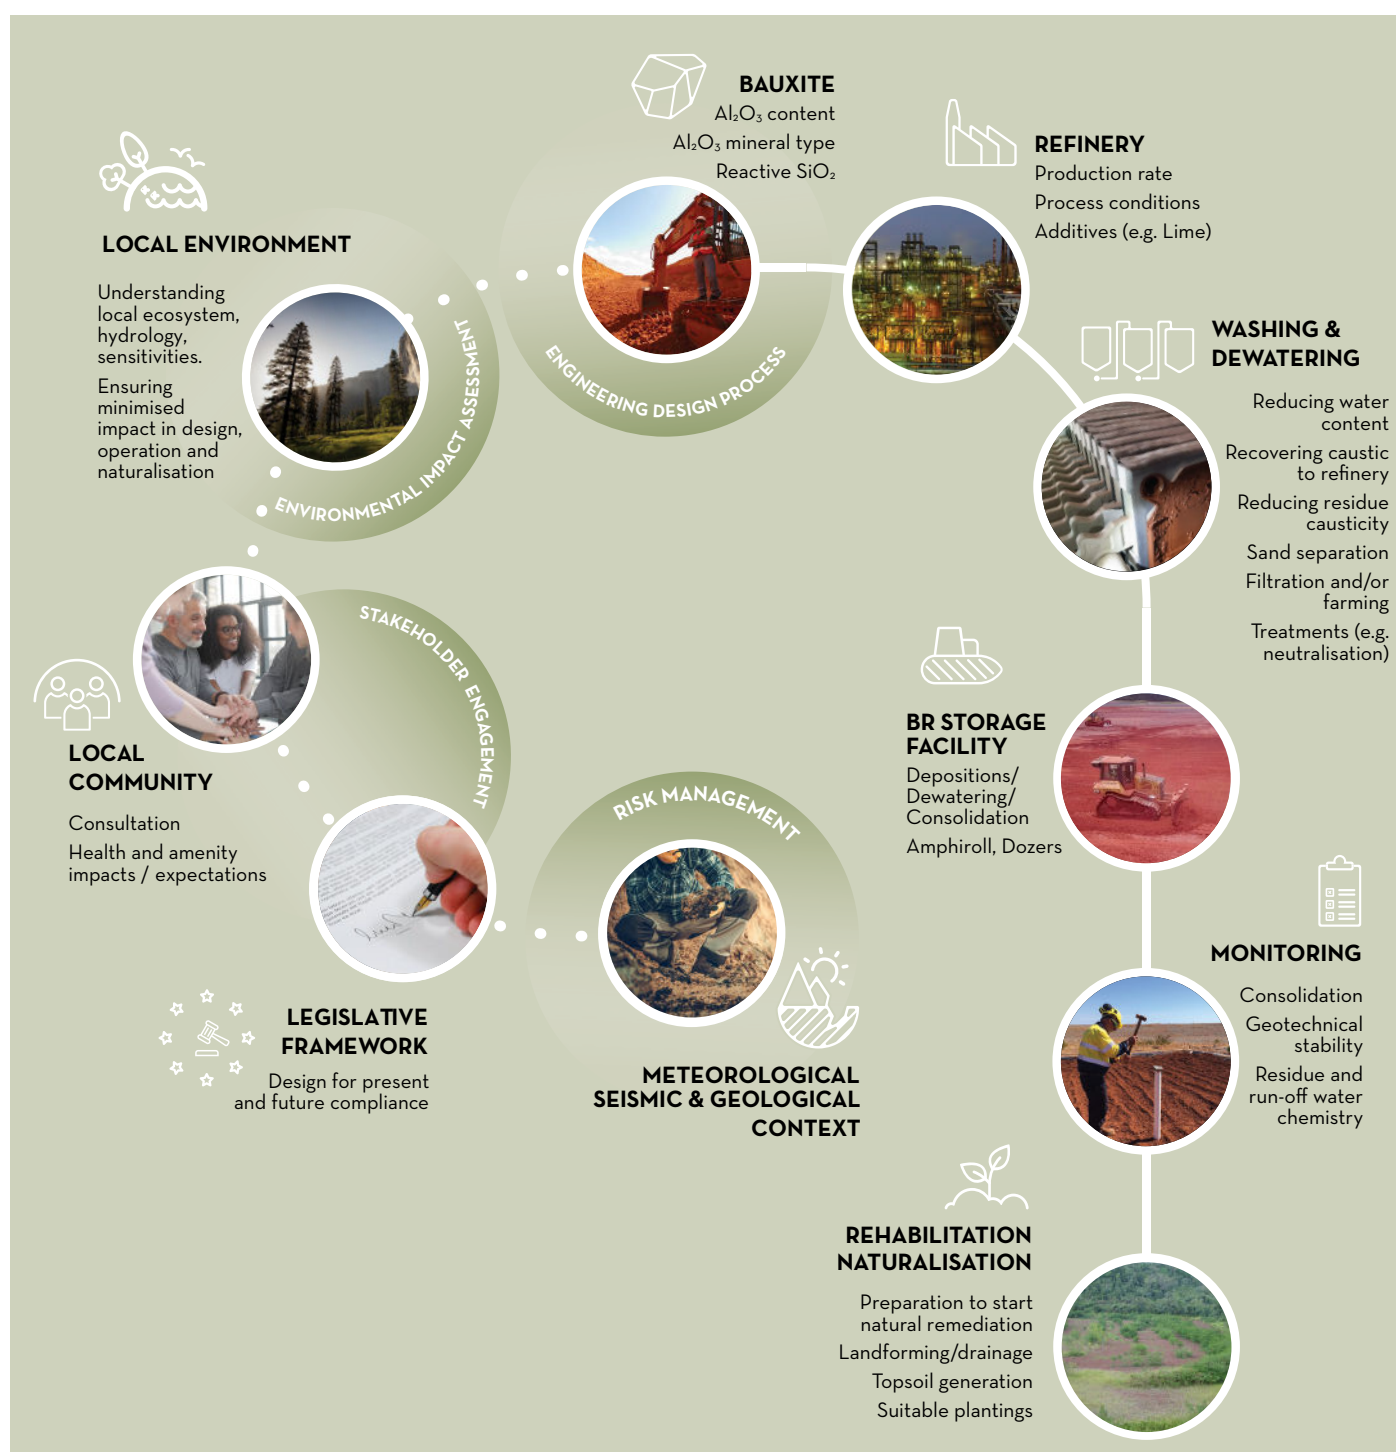 BAUXITE
Al₂O₃ content
Al₂O₃ mineral type
Reactive SiO₂
REFINERY
Production rate
Process conditions
Additives (e.g. Lime)
LOCAL ENVIRONMENT
Understanding
local ecosystem,
hydrology,
sensitivities.
Ensuring
minimised
impact in design,
operation and
naturalisation
ENVIRONMENTAL IMPACT ASSESSMENT
ENGINEERING DESIGN PROCESS
WASHING &
DEWATERING
Reducing water
content
Recovering caustic
to refinery
Reducing residue
causticity
Sand separation
Filtration and/or
farming
Treatments (e.g.
neutralisation)
STAKEHOLDER ENGAGEMENT
LOCAL
COMMUNITY
Consultation
Health and amenity
impacts / expectations
BR STORAGE
FACILITY
Depositions/
Dewatering/
Consolidation
Amphiroll, Dozers
RISK MANAGEMENT
MONITORING
Consolidation
Geotechnical
stability
Residue and
run-off water
chemistry
LEGISLATIVE
FRAMEWORK
Design for present
and future compliance
METEOROLOGICAL
SEISMIC & GEOLOGICAL
CONTEXT
REHABILITATION
NATURALISATION
Preparation to start
natural remediation
Landforming/drainage
Topsoil generation
Suitable plantings